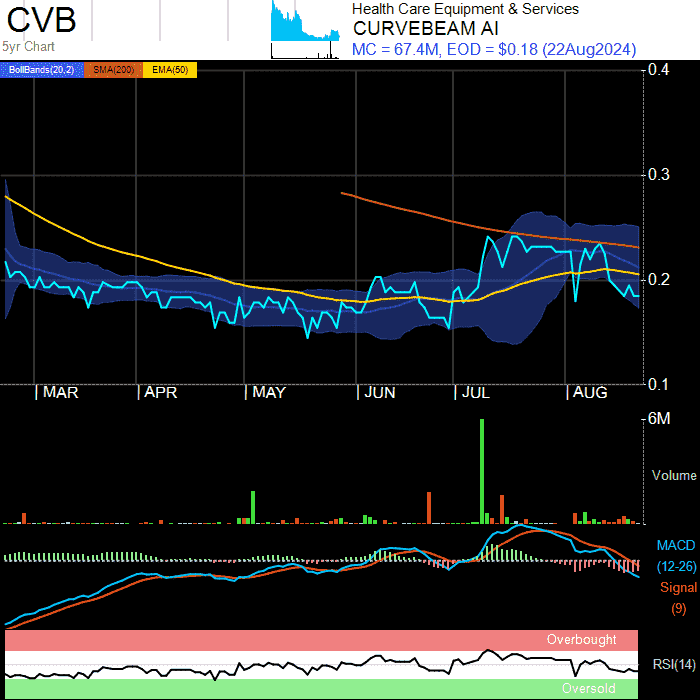 CVB
5yr Chart
Health Care Equipment & Services
CURVEBEAM AI
MC = 67.4M, EOD = $0.18 (22Aug2024)
BollBands(20,2) SMA(200) EMA(50)
0.4
0.3
0.2
0.1
MAR APR MAY JUN JUL AUG
6M
Volume
MACD
(12-26)
Signal
(9)
Overbought
RSI(14)
Oversold